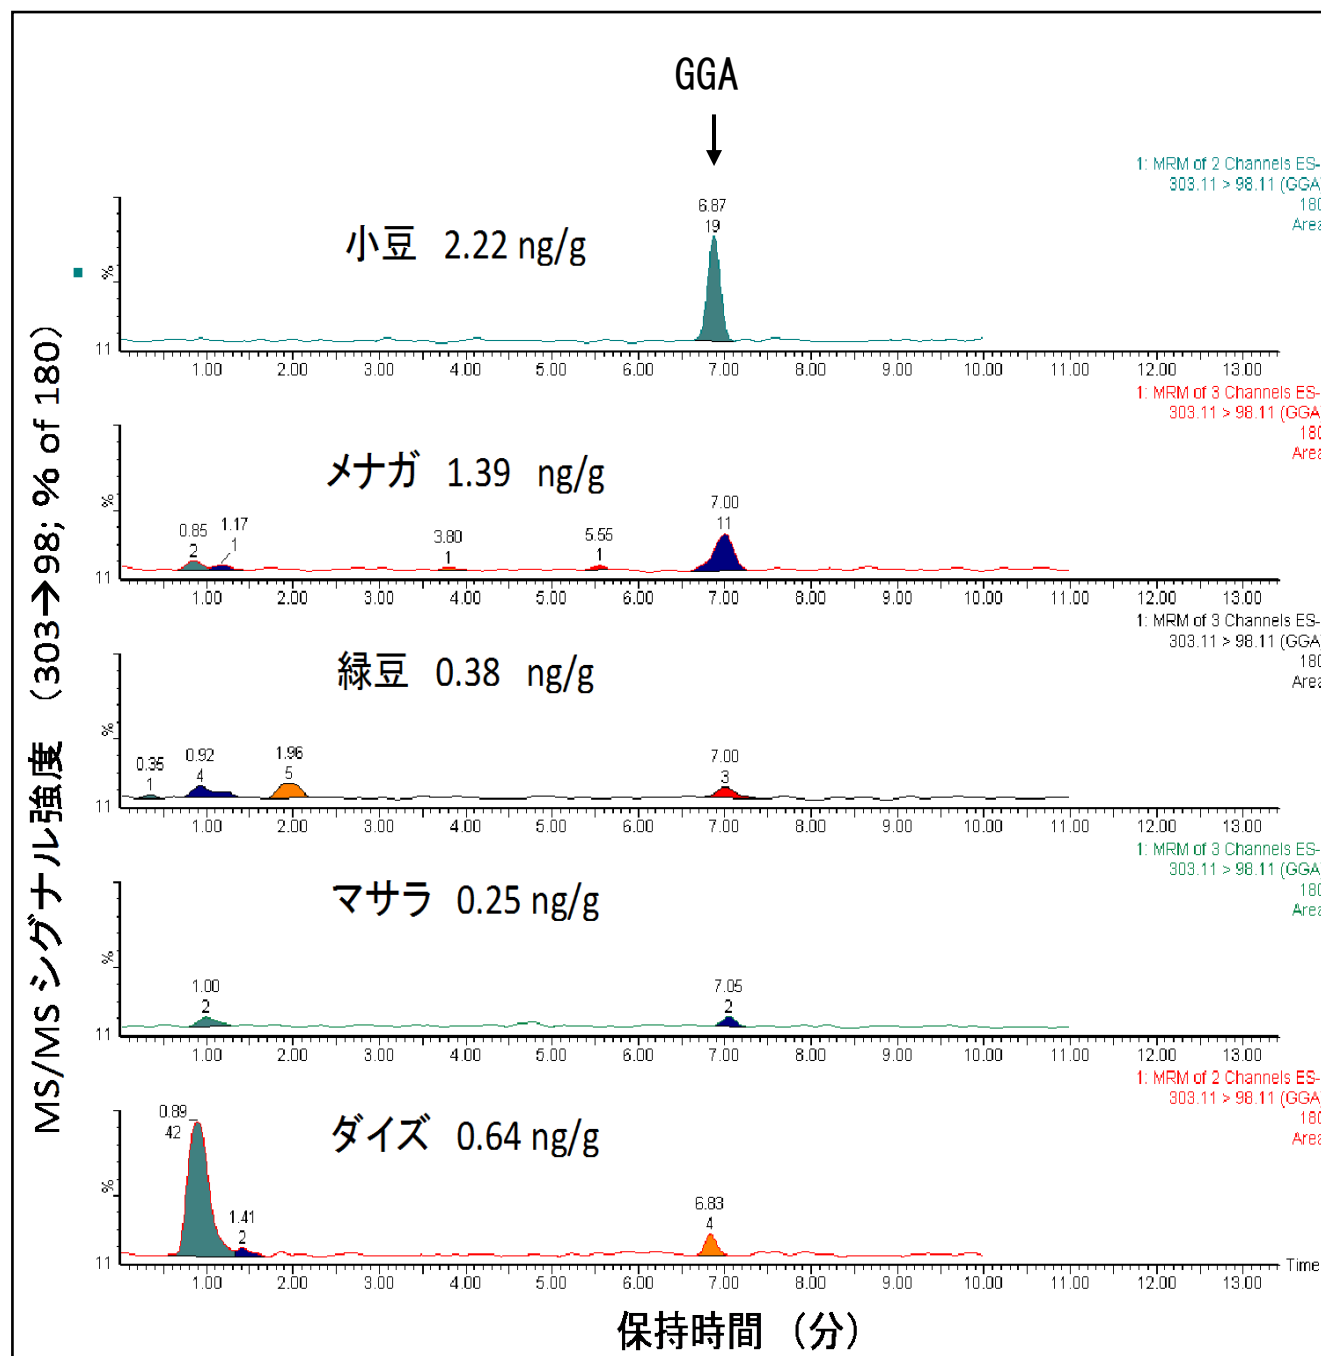 GGA
MS/MS シグナル強度 (303→98; % of 180)
1: MRM of 2 Channels ES-
303.11 > 98.11 (GGA
180
Area
小豆 2.22 ng/g
6.87
19
%
11
1.00 2.00 3.00 4.00 5.00 6.00 7.00 8.00 9.00 10.00 11.00 12.00 13.00
1: MRM of 3 Channels ES-
303.11 > 98.11 (GGA
180
Area
メナガ 1.39 ng/g
0.85
2
1.17
1
3.80
1
5.55
1
7.00
11
%
11
1.00 2.00 3.00 4.00 5.00 6.00 7.00 8.00 9.00 10.00 11.00 12.00 13.00
1: MRM of 3 Channels ES-
303.11 > 98.11 (GGA
180
Area
緑豆 0.38 ng/g
0.35
1
0.92
4
1.96
5
7.00
3
%
11
1.00 2.00 3.00 4.00 5.00 6.00 7.00 8.00 9.00 10.00 11.00 12.00 13.00
1: MRM of 3 Channels ES-
303.11 > 98.11 (GGA
180
Area
マサラ 0.25 ng/g
1.00
2
7.05
2
%
11
1.00 2.00 3.00 4.00 5.00 6.00 7.00 8.00 9.00 10.00 11.00 12.00 13.00
1: MRM of 2 Channels ES-
303.11 > 98.11 (GGA
180
Area
ダイズ 0.64 ng/g
0.89
42
1.41
2
6.83
4
%
11
Time
1.00 2.00 3.00 4.00 5.00 6.00 7.00 8.00 9.00 10.00 11.00 12.00 13.00
保持時間 (分)